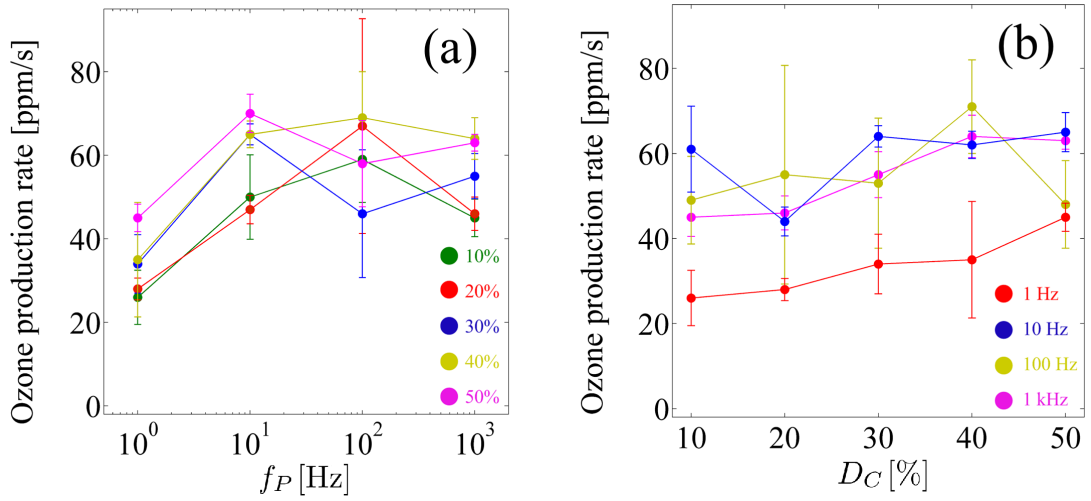 (a)
Ozone production rate [ppm/s]
80
60
40
20
0
10%
20%
30%
40%
50%
10^0 10^1 10^2 10^3
f_P [Hz]
(b)
Ozone production rate [ppm/s]
80
60
40
20
0
1 Hz
10 Hz
100 Hz
1 kHz
10 20 30 40 50
D_C [%]